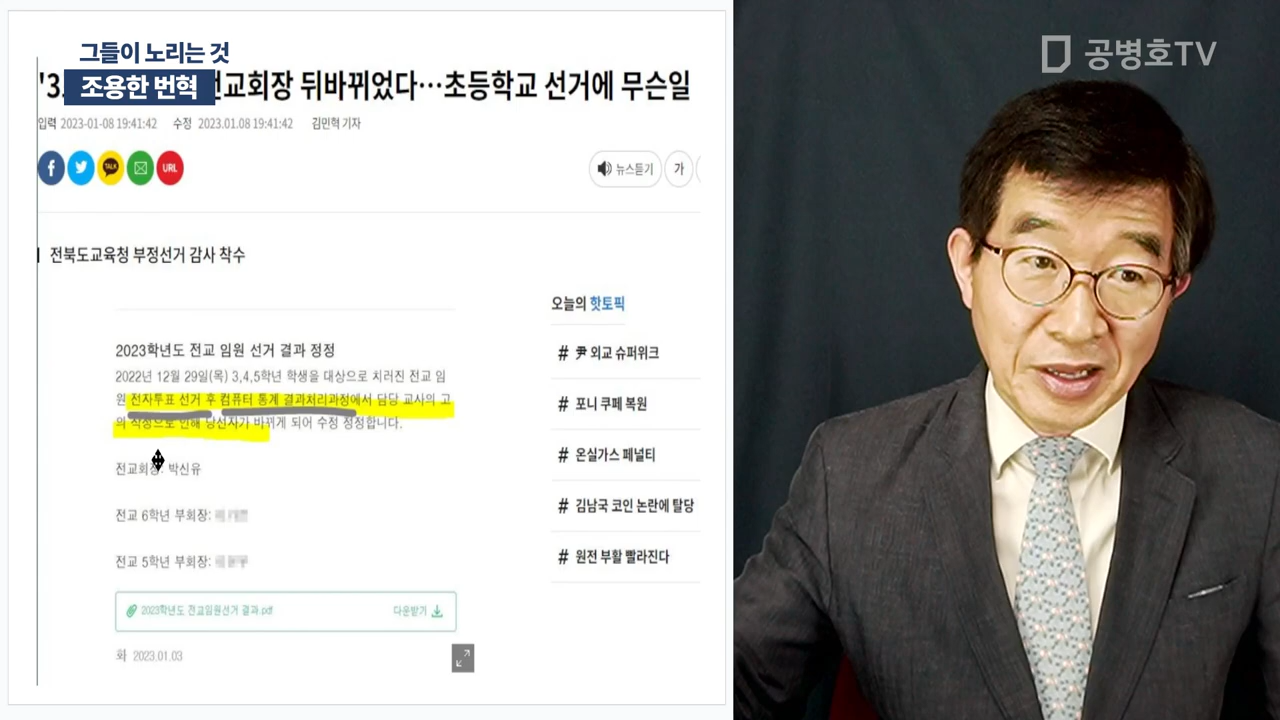 그들이 노리는 것
조용한 번혁
공병호TV
'3. 전교회장 뒤바뀌었다…초등학교 선거에 무슨일
입력 2023-01-08 19:41:42 수정 2023.01.08 19:41:42 김민혁 기자
TALK
URL
뉴스듣기
가
전북도교육청 부정선거 감사 착수
2023학년도 전교 임원 선거 결과 정정
2022년 12월 29일(목) 3,4,5학년 학생을 대상으로 치러진 전교 임
원 전자투표 선거 후 컴퓨터 통계 결과처리과정에서 담당 교사의 고
의 인해 당선자가 바뀌게 되어 수정 정정합니다.
전교회장: 박신유
전교 6학년 부회장:
전교 5학년 부회장:
2023학년도 전교임원선거 결과.pdf 다운받기
화 2023.01.03
오늘의 핫토픽
# 尹 외교 슈퍼위크
# 포니 쿠페 복원
# 온실가스 페널티
# 김남국 코인 논란에 탈당
# 원전 부활 빨라진다